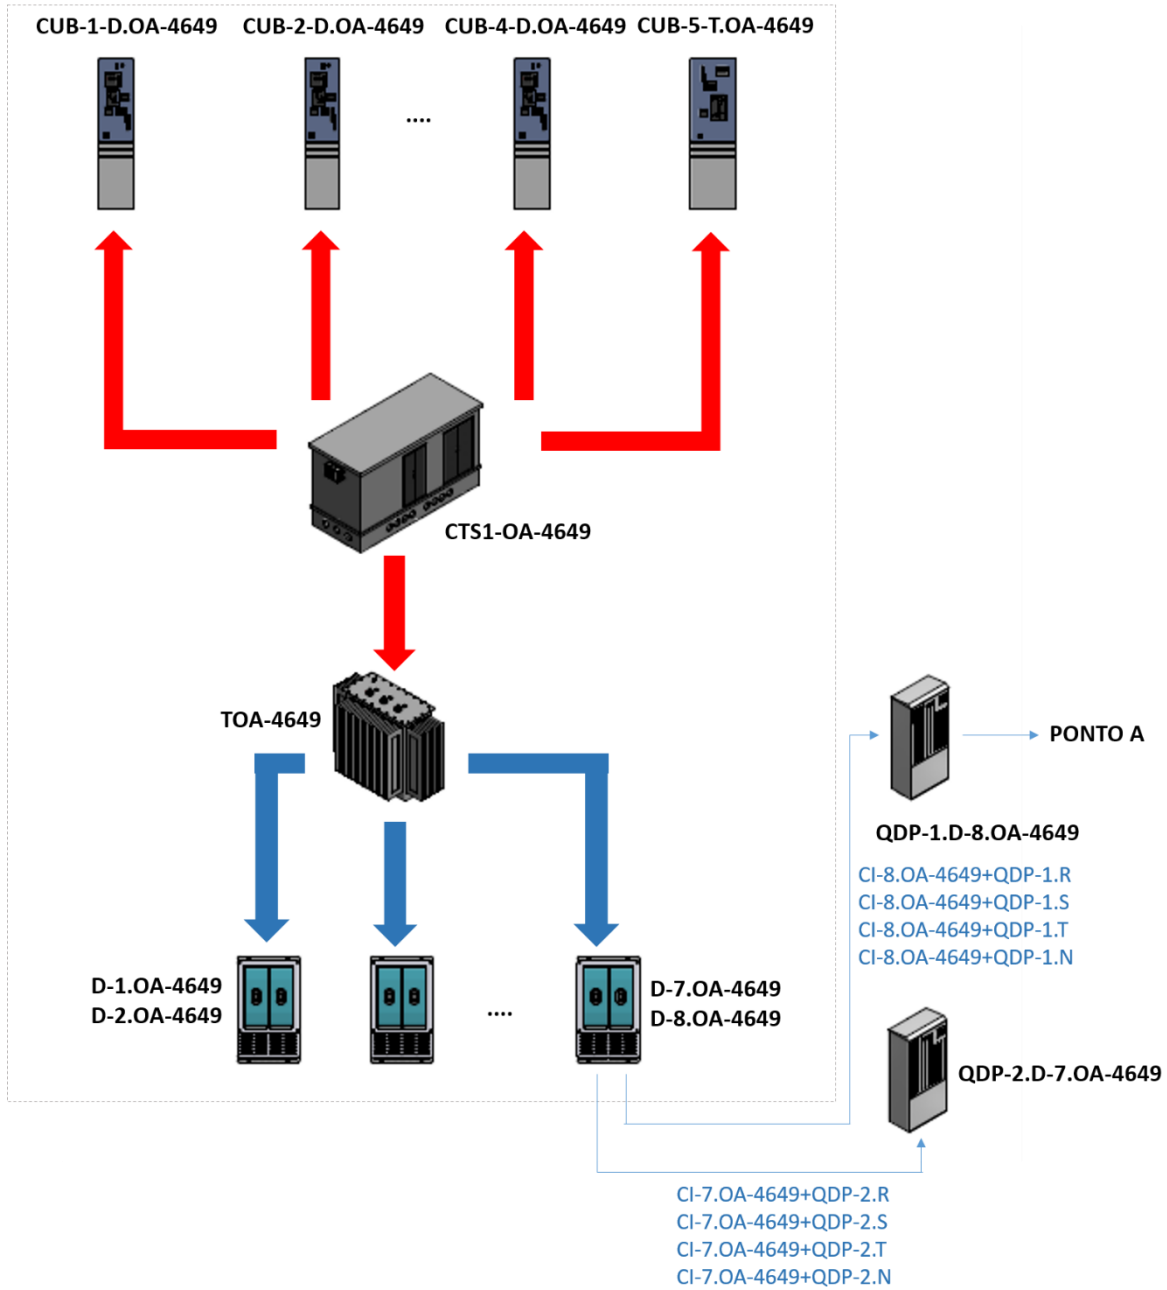 CUB-1-D.OA-4649
CUB-2-D.OA-4649
CUB-4-D.OA-4649
CUB-5-T.OA-4649
....
CTS1-OA-4649
TOA-4649
PONTO A
QDP-1.D-8.OA-4649
CI-8.OA-4649+QDP-1.R
CI-8.OA-4649+QDP-1.S
CI-8.OA-4649+QDP-1.T
CI-8.OA-4649+QDP-1.N
D-1.OA-4649
D-2.OA-4649
....
D-7.OA-4649
D-8.OA-4649
QDP-2.D-7.OA-4649
CI-7.OA-4649+QDP-2.R
CI-7.OA-4649+QDP-2.S
CI-7.OA-4649+QDP-2.T
CI-7.OA-4649+QDP-2.N